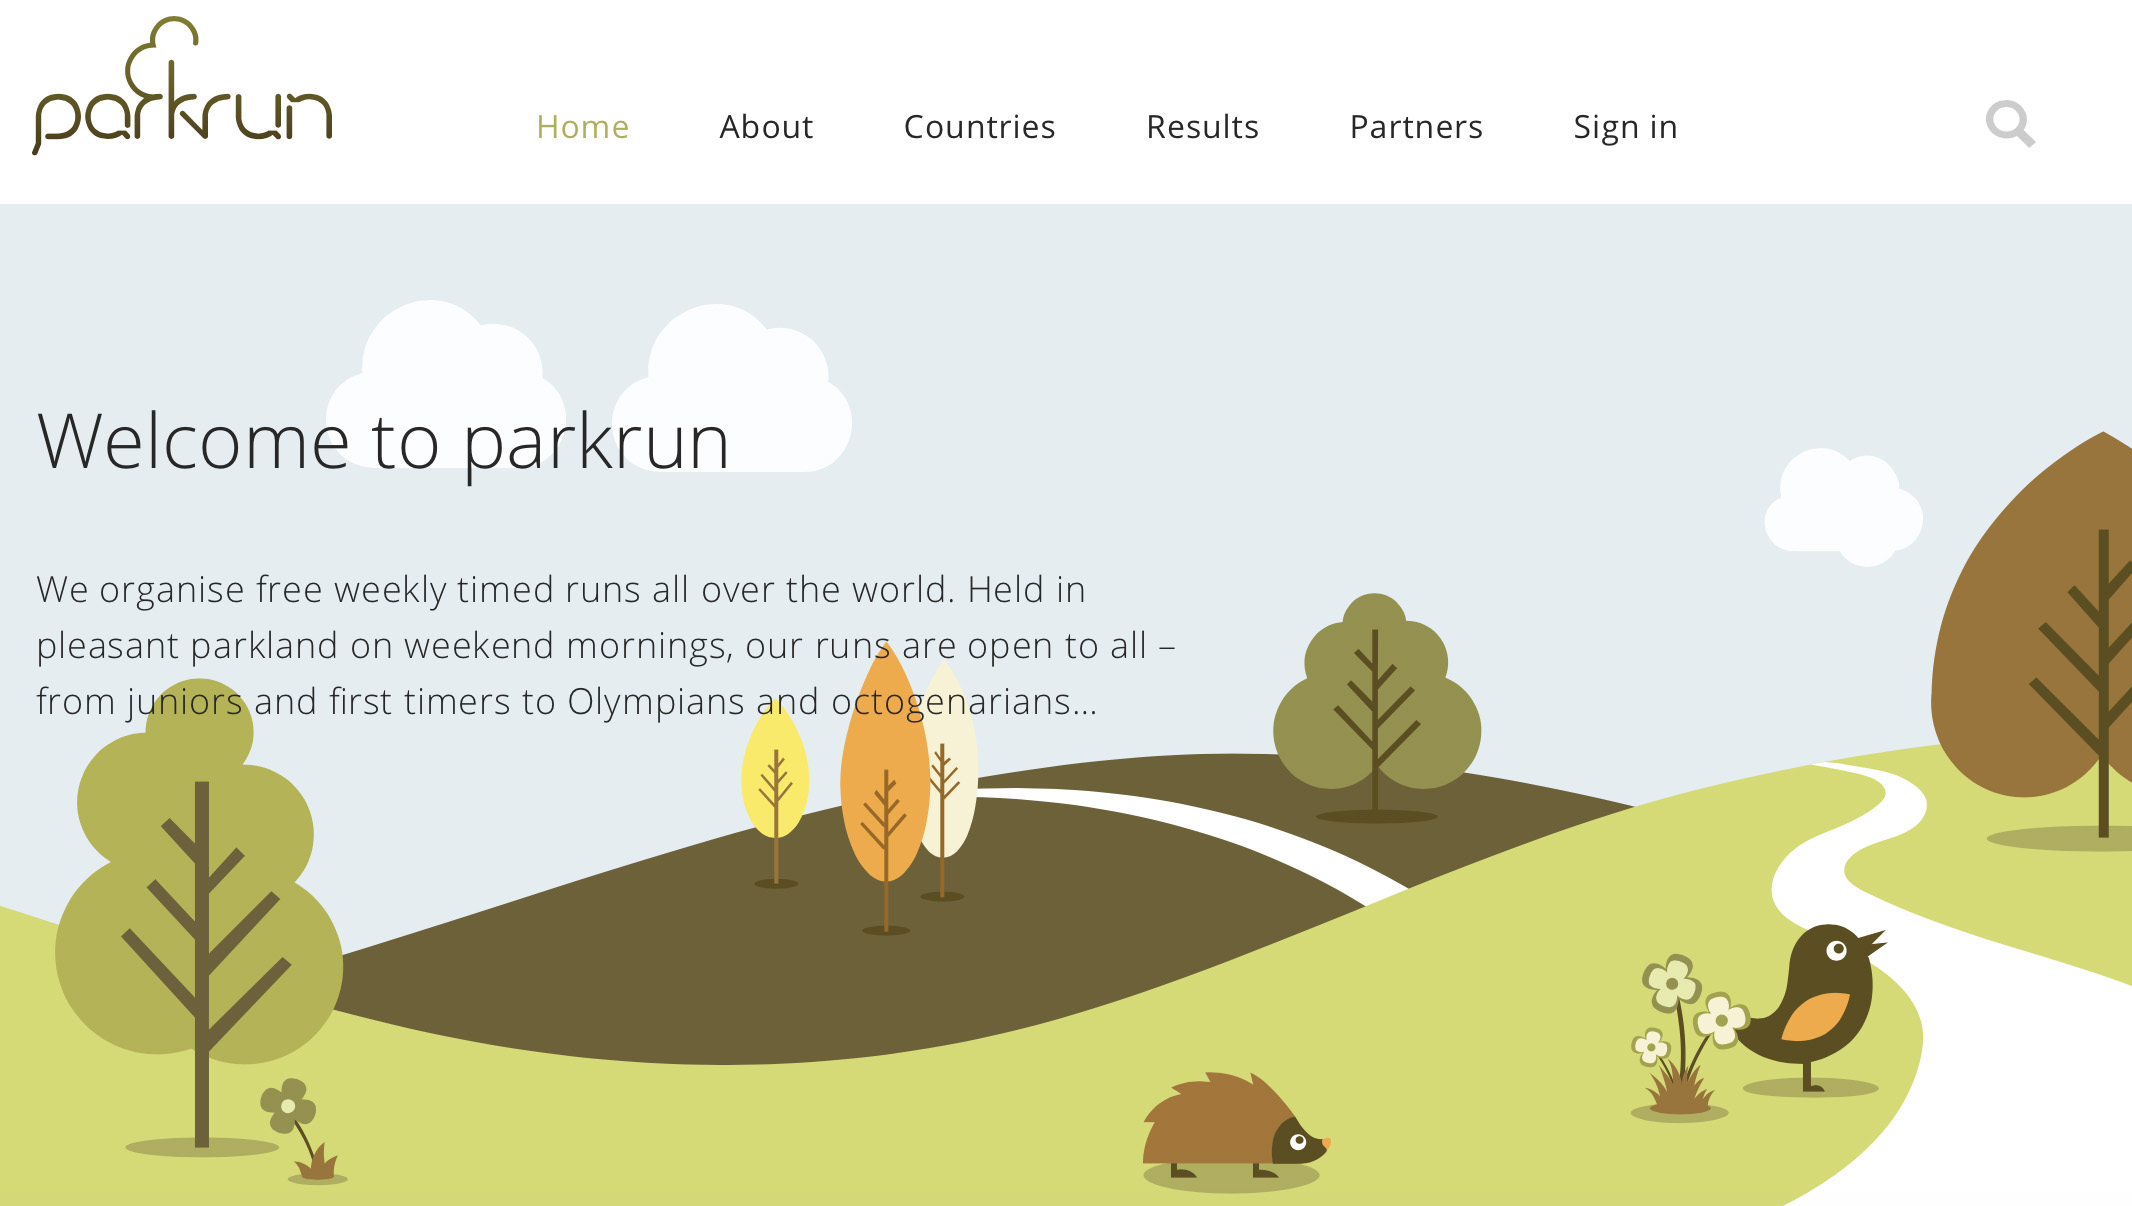 parkrun
Home About Countries Results Partners Sign in
Welcome to parkrun
We organise free weekly timed runs all over the world. Held in
pleasant parkland on weekend mornings, our runs are open to all –
from juniors and first timers to Olympians and octogenarians...